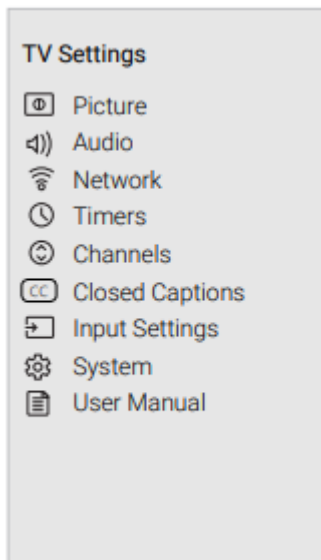 TV Settings
Picture
Audio
Network
Timers
Channels
CC Closed Captions
Input Settings
System
User Manual